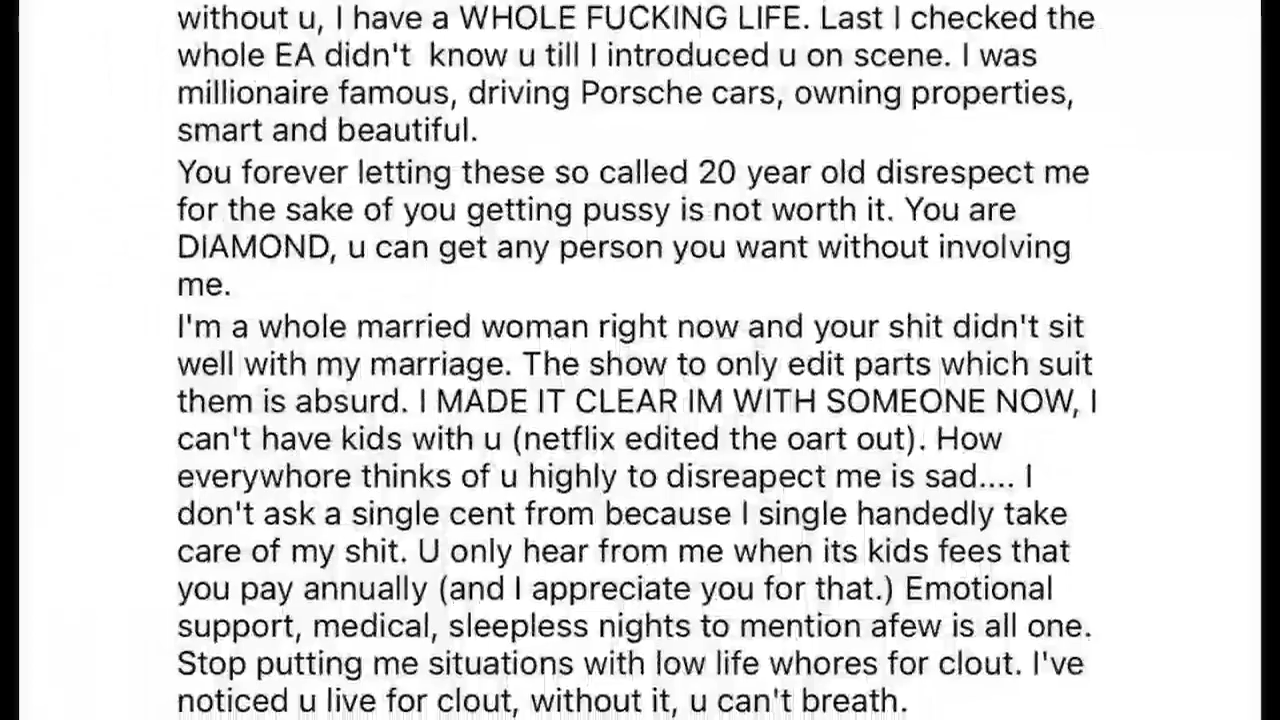 without u, I have a WHOLE FUCKING LIFE. Last I checked the
whole EA didn't know u till I introduced u on scene. I was
millionaire famous, driving Porsche cars, owning properties,
smart and beautiful.
You forever letting these so called 20 year old disrespect me
for the sake of you getting pussy is not worth it. You are
DIAMOND, u can get any person you want without involving
me.
I'm a whole married woman right now and your shit didn't sit
well with my marriage. The show to only edit parts which suit
them is absurd. I MADE IT CLEAR IM WITH SOMEONE NOW, I
can't have kids with u (netflix edited the oart out). How
everywhore thinks of u highly to disreapect me is sad.... I
don't ask a single cent from because I single handedly take
care of my shit. U only hear from me when its kids fees that
you pay annually (and I appreciate you for that.) Emotional
support, medical, sleepless nights to mention afew is all one.
Stop putting me situations with low life whores for clout. I've
noticed u live for clout, without it, u can't breath.